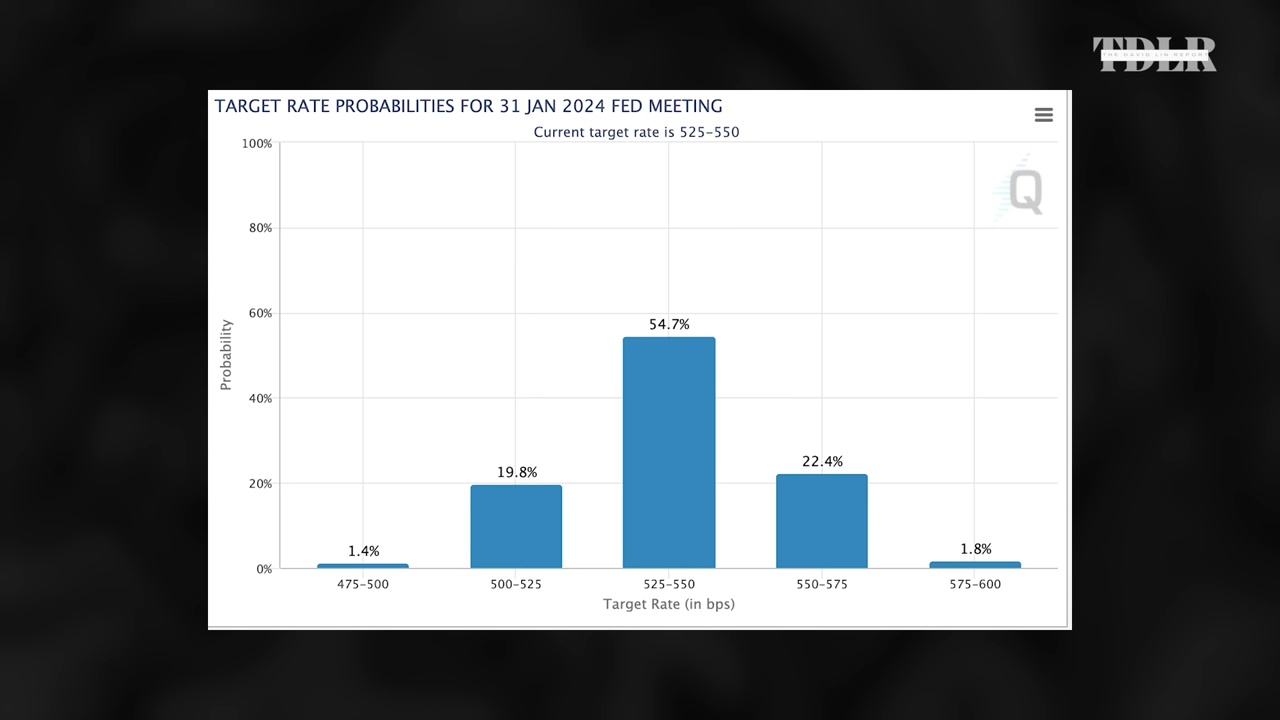 TDLR
THE DAVID LIN REPORT
TARGET RATE PROBABILITIES FOR 31 JAN 2024 FED MEETING
Current target rate is 525–550
100%
80%
60%
40%
20%
0%
Probability
Q
1.4%
19.8%
54.7%
22.4%
1.8%
475–500
500–525
525–550
550–575
575–600
Target Rate (in bps)